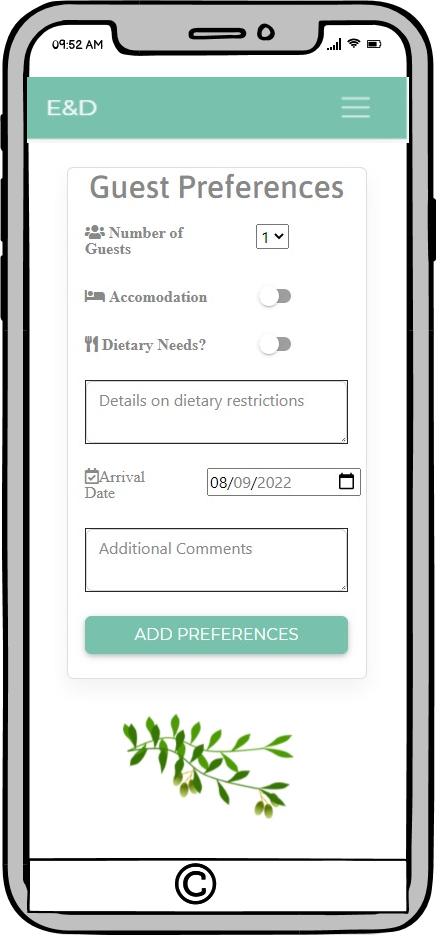 09:52 AM
E&D
Guest Preferences
Number of
Guests
1
Accomodation
Dietary Needs?
Details on dietary restrictions
Arrival
Date
08/09/2022
Additional Comments
ADD PREFERENCES
©